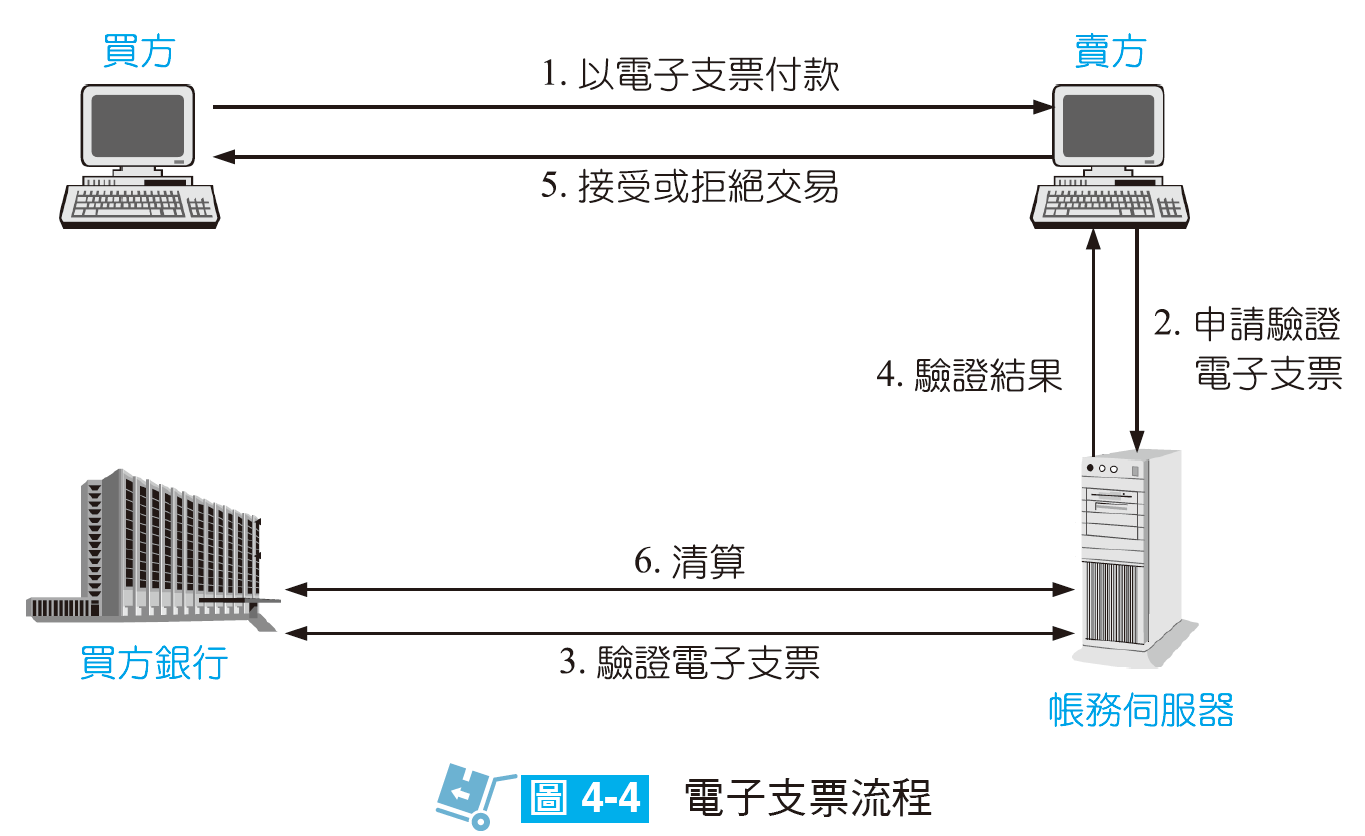 買方
賣方
1. 以電子支票付款
5. 接受或拒絕交易
2. 申請驗證
電子支票
4. 驗證結果
6. 清算
3. 驗證電子支票
買方銀行
帳務伺服器
圖 4-4 電子支票流程